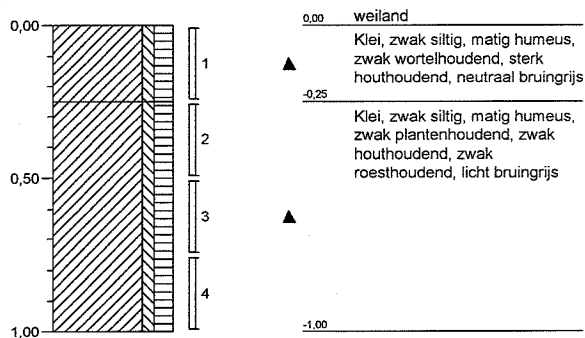 0,00
1
2
0,50
3
4
1,00
0,00 weiland
Klei, zwak siltig, matig humeus,
zwak wortelhoudend, sterk
houthoudend, neutraal bruingrijs
-0,25
Klei, zwak siltig, matig humeus,
zwak plantenhoudend, zwak
houthoudend, zwak
roesthoudend, licht bruingrijs
-1,00